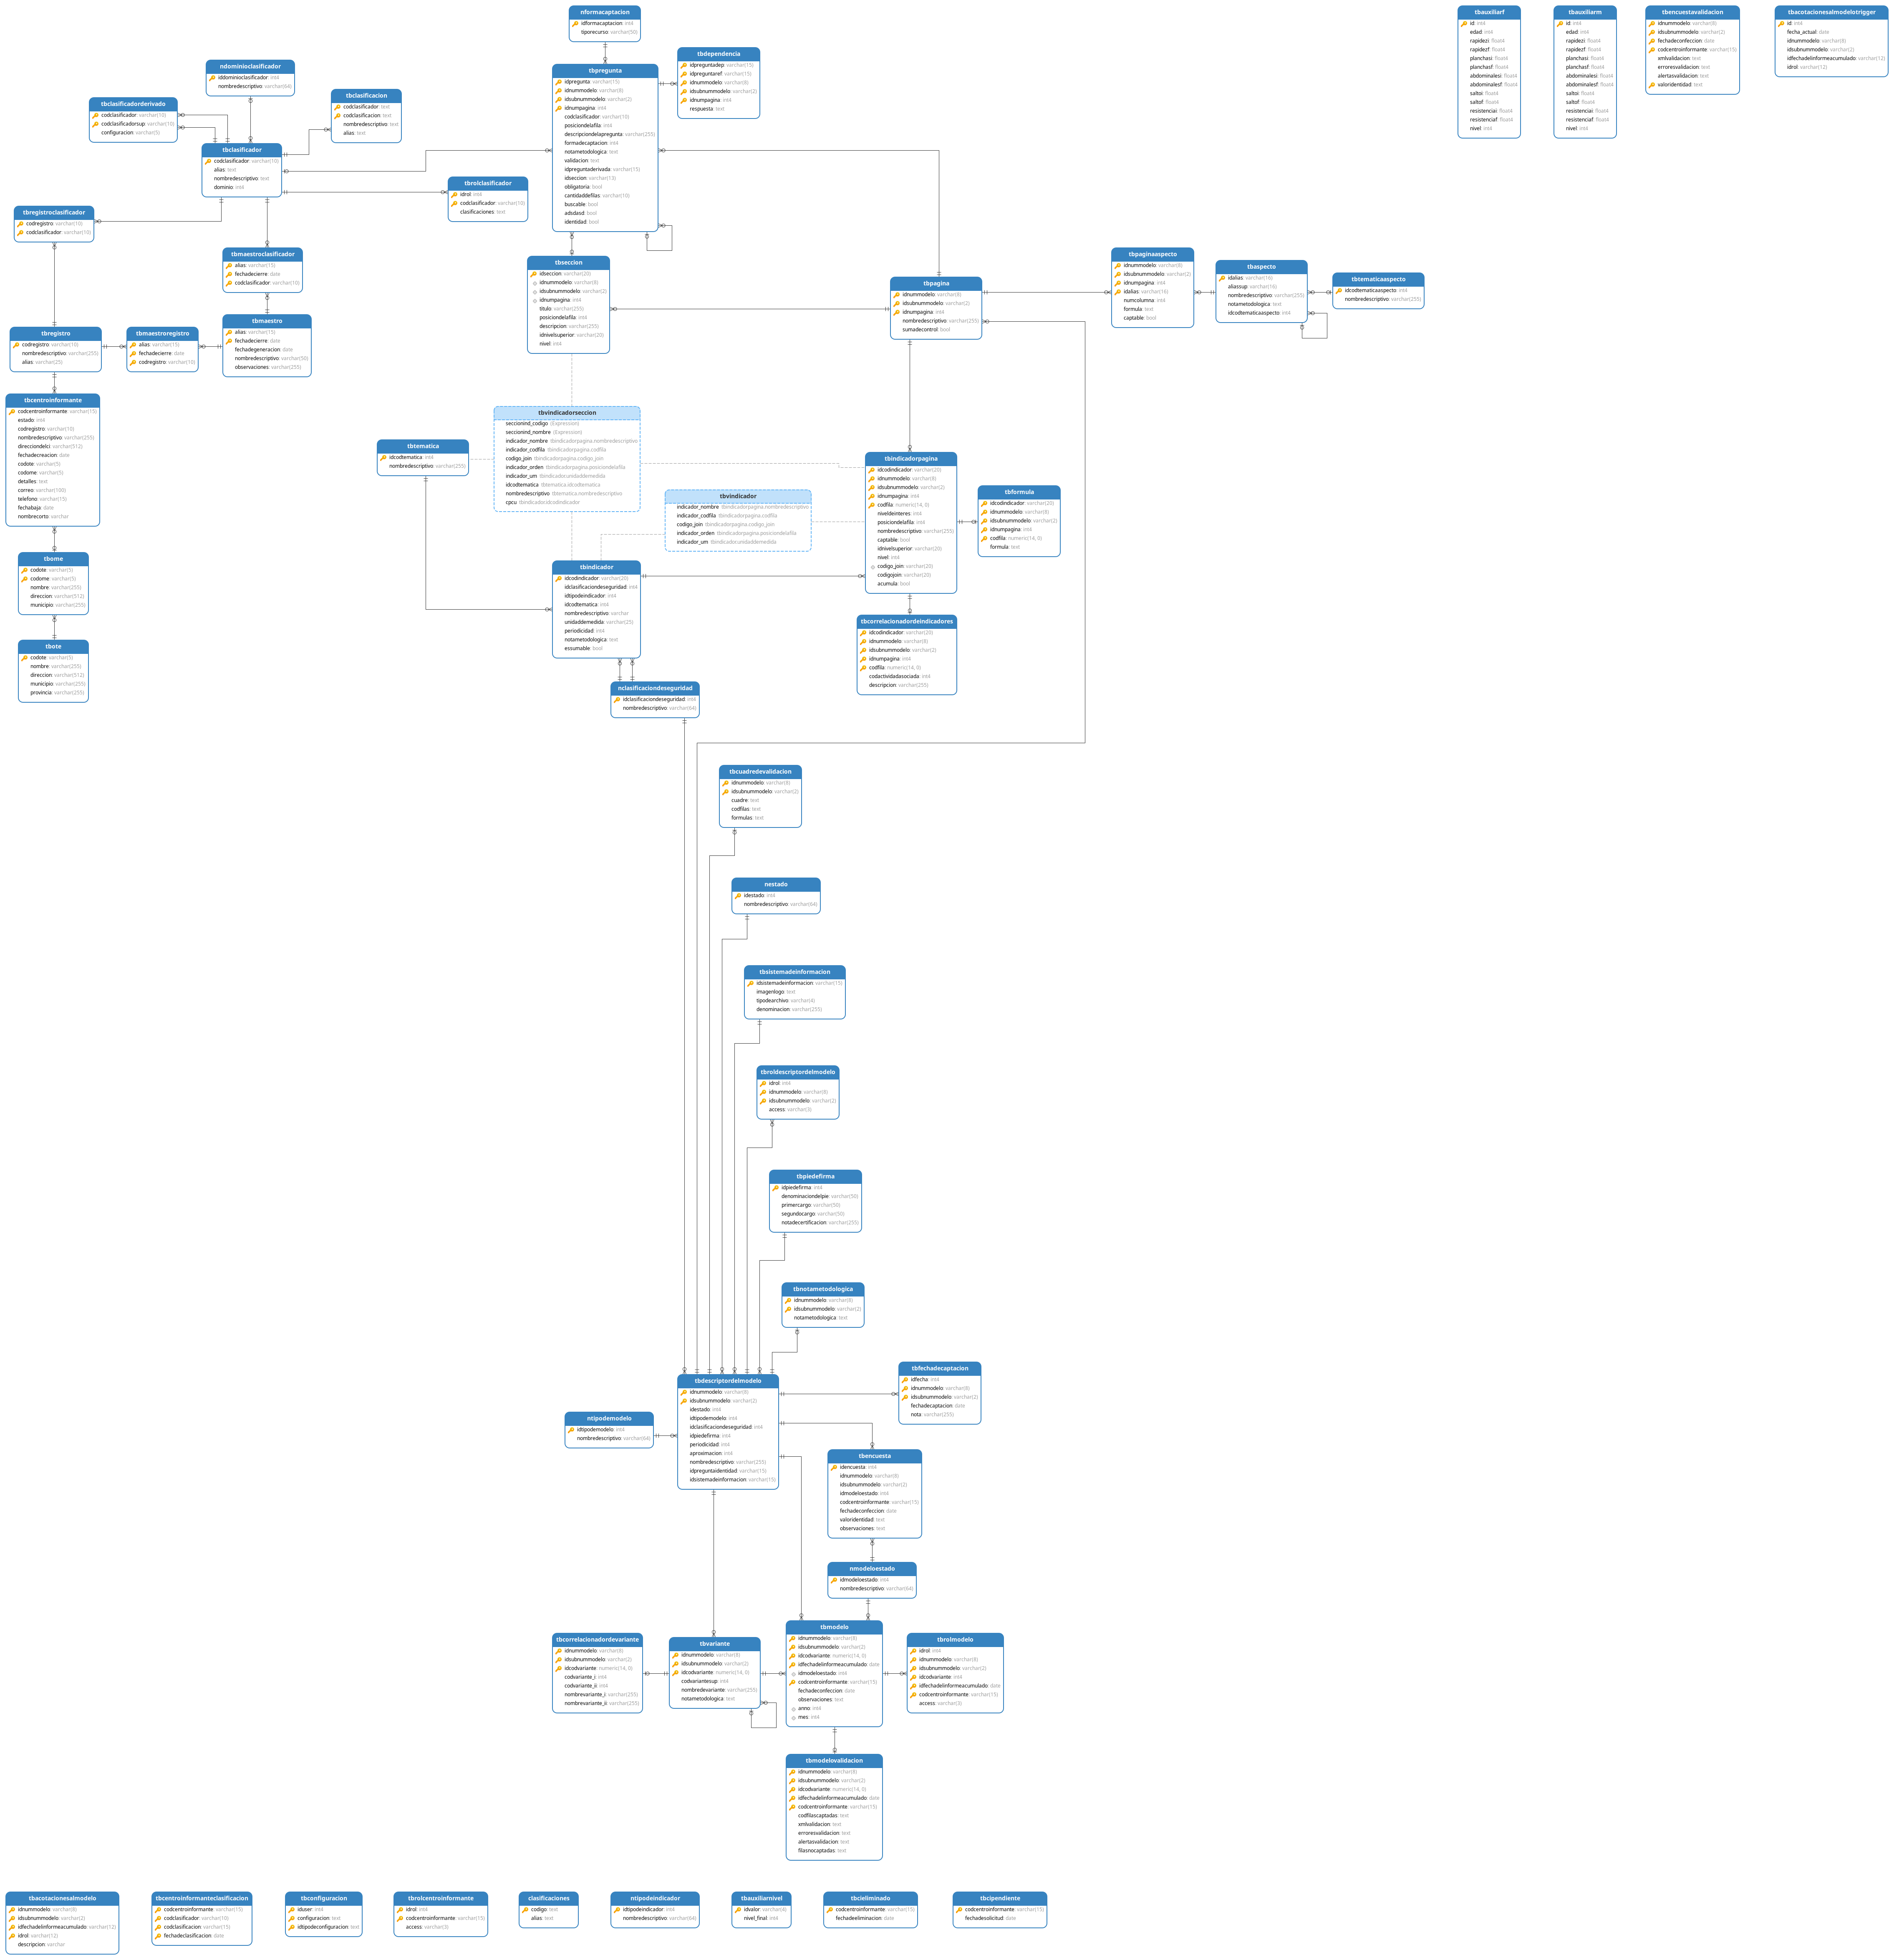 nformacaptacion
idformacaptacion: int4
tiporecurso: varchar(50)
tbauxiliarf
id: int4
edad: int4
rapidezi: float4
rapidezf: float4
planchasi: float4
planchasf: float4
abdominalesi: float4
abdominalesf: float4
saltoi: float4
saltof: float4
resistenciai: float4
resistenciaf: float4
nivel: int4
tbauxiliarm
id: int4
edad: int4
rapidezi: float4
rapidezf: float4
planchasi: float4
planchasf: float4
abdominalesi: float4
abdominalesf: float4
saltoi: float4
saltof: float4
resistenciai: float4
resistenciaf: float4
nivel: int4
tbencuestavalidacion
idnummodelo: varchar(8)
idsubnummodelo: varchar(2)
fechadeconfeccion: date
codcentroinformante: varchar(15)
xmlvalidacion: text
erroresvalidacion: text
alertasvalidacion: text
valoridentidad: text
tbacotacionesalmodelotrigger
id: int4
fecha_actual: date
idnummodelo: varchar(8)
idsubnummodelo: varchar(2)
idfechadelinformeacumulado: varchar(12)
idrol: varchar(12)
tbdependencia
idpreguntadep: varchar(15)
idpreguntaref: varchar(15)
idnummodelo: varchar(8)
idsubnummodelo: varchar(2)
idnumpagina: int4
respuesta: text
ndominioclasificador
iddominioclasificador: int4
nombredescriptivo: varchar(64)
tbpregunta
idpregunta: varchar(15)
idnummodelo: varchar(8)
idsubnummodelo: varchar(2)
idnumpagina: int4
codclasificador: varchar(10)
posiciondelafila: int4
descripciondelapregunta: varchar(255)
formadecaptacion: int4
notametodologica: text
validacion: text
idpreguntaderivada: varchar(15)
idseccion: varchar(13)
obligatoria: bool
cantidaddefilas: varchar(10)
buscable: bool
adsdasd: bool
identidad: bool
tbclasificadorderivado
codclasificador: varchar(10)
codclasificadorsup: varchar(10)
configuracion: varchar(5)
tbclasificacion
codclasificador: text
codclasificacion: text
nombredescriptivo: text
alias: text
tbclasificador
codclasificador: varchar(10)
alias: text
nombredescriptivo: text
dominio: int4
tbrolclasificador
idrol: int4
codclasificador: varchar(10)
clasificaciones: text
tbregistroclasificador
codregistro: varchar(10)
codclasificador: varchar(10)
tbmaestroclasificador
alias: varchar(15)
fechadecierre: date
codclasificador: varchar(10)
tbseccion
idseccion: varchar(20)
idnummodelo: varchar(8)
idsubnummodelo: varchar(2)
idnumpagina: int4
titulo: varchar(255)
posiciondelafila: int4
descripcion: varchar(255)
idnivelsuperior: varchar(20)
nivel: int4
tbpagina
idnummodelo: varchar(8)
idsubnummodelo: varchar(2)
idnumpagina: int4
nombredescriptivo: varchar(255)
sumadecontrol: bool
tbpaginaaspecto
idnummodelo: varchar(8)
idsubnummodelo: varchar(2)
idnumpagina: int4
idalias: varchar(16)
numcolumna: int4
formula: text
captable: bool
tbaspecto
idalias: varchar(16)
aliassup: varchar(16)
nombredescriptivo: varchar(255)
notametodologica: text
idcodtematicaaspecto: int4
tbtematicaaspecto
idcodtematicaaspecto: int4
nombredescriptivo: varchar(255)
tbregistro
codregistro: varchar(10)
nombredescriptivo: varchar(255)
alias: varchar(25)
tbmaestroregistro
alias: varchar(15)
fechadecierre: date
codregistro: varchar(10)
tbmaestro
alias: varchar(15)
fechadecierre: date
fechadegeneracion: date
nombredescriptivo: varchar(50)
observaciones: varchar(255)
tbcentroinformante
codcentroinformante: varchar(15)
estado: int4
codregistro: varchar(10)
nombredescriptivo: varchar(255)
direcciondelci: varchar(512)
fechadecreacion: date
codote: varchar(5)
codome: varchar(5)
detalles: text
correo: varchar(100)
telefono: varchar(15)
fechabaja: date
nombrecorto: varchar
tbvindicadorseccion
seccionind_codigo (Expression)
seccionind_nombre (Expression)
indicador_nombre tbindicadorpagina.nombredescriptivo
indicador_codfila tbindicadorpagina.codfila
codigo_join tbindicadorpagina.codigo_join
indicador_orden tbindicadorpagina.posiciondelafila
indicador_um tbindicador.unidaddemedida
idcodtematica tbtematica.idcodtematica
nombredescriptivo tbtematica.nombredescriptivo
cpcu tbindicador.idcodindicador
tbtematica
idcodtematica: int4
nombredescriptivo: varchar(255)
tbvindicador
indicador_nombre tbindicadorpagina.nombredescriptivo
indicador_codfila tbindicadorpagina.codfila
codigo_join tbindicadorpagina.codigo_join
indicador_orden tbindicadorpagina.posiciondelafila
indicador_um tbindicador.unidaddemedida
tbindicadorpagina
idcodindicador: varchar(20)
idnummodelo: varchar(8)
idsubnummodelo: varchar(2)
idnumpagina: int4
codfila: numeric(14, 0)
niveldeinteres: int4
posiciondelafila: int4
nombredescriptivo: varchar(255)
captable: bool
idnivelsuperior: varchar(20)
nivel: int4
codigo_join: varchar(20)
codigojoin: varchar(20)
acumula: bool
tbformula
idcodindicador: varchar(20)
idnummodelo: varchar(8)
idsubnummodelo: varchar(2)
idnumpagina: int4
codfila: numeric(14, 0)
formula: text
tbome
codote: varchar(5)
codome: varchar(5)
nombre: varchar(255)
direccion: varchar(512)
municipio: varchar(255)
tbindicador
idcodindicador: varchar(20)
idclasificaciondeseguridad: int4
idtipodeindicador: int4
idcodtematica: int4
nombredescriptivo: varchar
unidaddemedida: varchar(25)
periodicidad: int4
notametodologica: text
essumable: bool
tbcorrelacionadordeindicadores
idcodindicador: varchar(20)
idnummodelo: varchar(8)
idsubnummodelo: varchar(2)
idnumpagina: int4
codfila: numeric(14, 0)
codactividadasociada: int4
descripcion: varchar(255)
tbote
codote: varchar(5)
nombre: varchar(255)
direccion: varchar(512)
municipio: varchar(255)
provincia: varchar(255)
nclasificaciondeseguridad
idclasificaciondeseguridad: int4
nombredescriptivo: varchar(64)
tbcuadredevalidacion
idnummodelo: varchar(8)
idsubnummodelo: varchar(2)
cuadre: text
codfilas: text
formulas: text
nestado
idestado: int4
nombredescriptivo: varchar(64)
tbsistemadeinformacion
idsistemadeinformacion: varchar(15)
imagenlogo: text
tipodearchivo: varchar(4)
denominacion: varchar(255)
tbroldescriptordelmodelo
idrol: int4
idnummodelo: varchar(8)
idsubnummodelo: varchar(2)
access: varchar(3)
tbpiedefirma
idpiedefirma: int4
denominaciondelpie: varchar(50)
primercargo: varchar(50)
segundocargo: varchar(50)
notadecertificacion: varchar(255)
tbnotametodologica
idnummodelo: varchar(8)
idsubnummodelo: varchar(2)
notametodologica: text
tbdescriptordelmodelo
idnummodelo: varchar(8)
idsubnummodelo: varchar(2)
idestado: int4
idtipodemodelo: int4
idclasificaciondeseguridad: int4
idpiedefirma: int4
periodicidad: int4
aproximacion: int4
nombredescriptivo: varchar(255)
idpreguntaidentidad: varchar(15)
idsistemadeinformacion: varchar(15)
tbfechadecaptacion
idfecha: int4
idnummodelo: varchar(8)
idsubnummodelo: varchar(2)
fechadecaptacion: date
nota: varchar(255)
ntipodemodelo
idtipodemodelo: int4
nombredescriptivo: varchar(64)
tbencuesta
idencuesta: int4
idnummodelo: varchar(8)
idsubnummodelo: varchar(2)
idmodeloestado: int4
codcentroinformante: varchar(15)
fechadeconfeccion: date
valoridentidad: text
observaciones: text
nmodeloestado
idmodeloestado: int4
nombredescriptivo: varchar(64)
tbcorrelacionadordevariante
idnummodelo: varchar(8)
idsubnummodelo: varchar(2)
idcodvariante: numeric(14, 0)
codvariante_i: int4
codvariante_ii: int4
nombrevariante_i: varchar(255)
nombrevariante_ii: varchar(255)
tbvariante
idnummodelo: varchar(8)
idsubnummodelo: varchar(2)
idcodvariante: numeric(14, 0)
codvariantesup: int4
nombredevariante: varchar(255)
notametodologica: text
tbmodelo
idnummodelo: varchar(8)
idsubnummodelo: varchar(2)
idcodvariante: numeric(14, 0)
idfechadelinformeacumulado: date
idmodeloestado: int4
codcentroinformante: varchar(15)
fechadeconfeccion: date
observaciones: text
anno: int4
mes: int4
tbrolmodelo
idrol: int4
idnummodelo: varchar(8)
idsubnummodelo: varchar(2)
idcodvariante: int4
idfechadelinformeacumulado: date
codcentroinformante: varchar(15)
access: varchar(3)
tbmodelovalidacion
idnummodelo: varchar(8)
idsubnummodelo: varchar(2)
idcodvariante: numeric(14, 0)
idfechadelinformeacumulado: date
codcentroinformante: varchar(15)
codfilascaptadas: text
xmlvalidacion: text
erroresvalidacion: text
alertasvalidacion: text
filasnocaptadas: text
tbacotacionesalmodelo
idnummodelo: varchar(8)
idsubnummodelo: varchar(2)
idfechadelinformeacumulado: varchar(12)
idrol: varchar(12)
descripcion: varchar
tbcentroinformanteclasificacion
codcentroinformante: varchar(15)
codclasificador: varchar(10)
codclasificacion: varchar(15)
fechadeclasificacion: date
tbconfiguracion
iduser: int4
configuracion: text
idtipodeconfiguracion: text
tbrolcentroinformante
idrol: int4
codcentroinformante: varchar(15)
access: varchar(3)
clasificaciones
codigo: text
alias: text
ntipodeindicador
idtipodeindicador: int4
nombredescriptivo: varchar(64)
tbauxiliarnivel
idvalor: varchar(4)
nivel_final: int4
tbcieliminado
codcentroinformante: varchar(15)
fechadeeliminacion: date
tbcipendiente
codcentroinformante: varchar(15)
fechadesolicitud: date